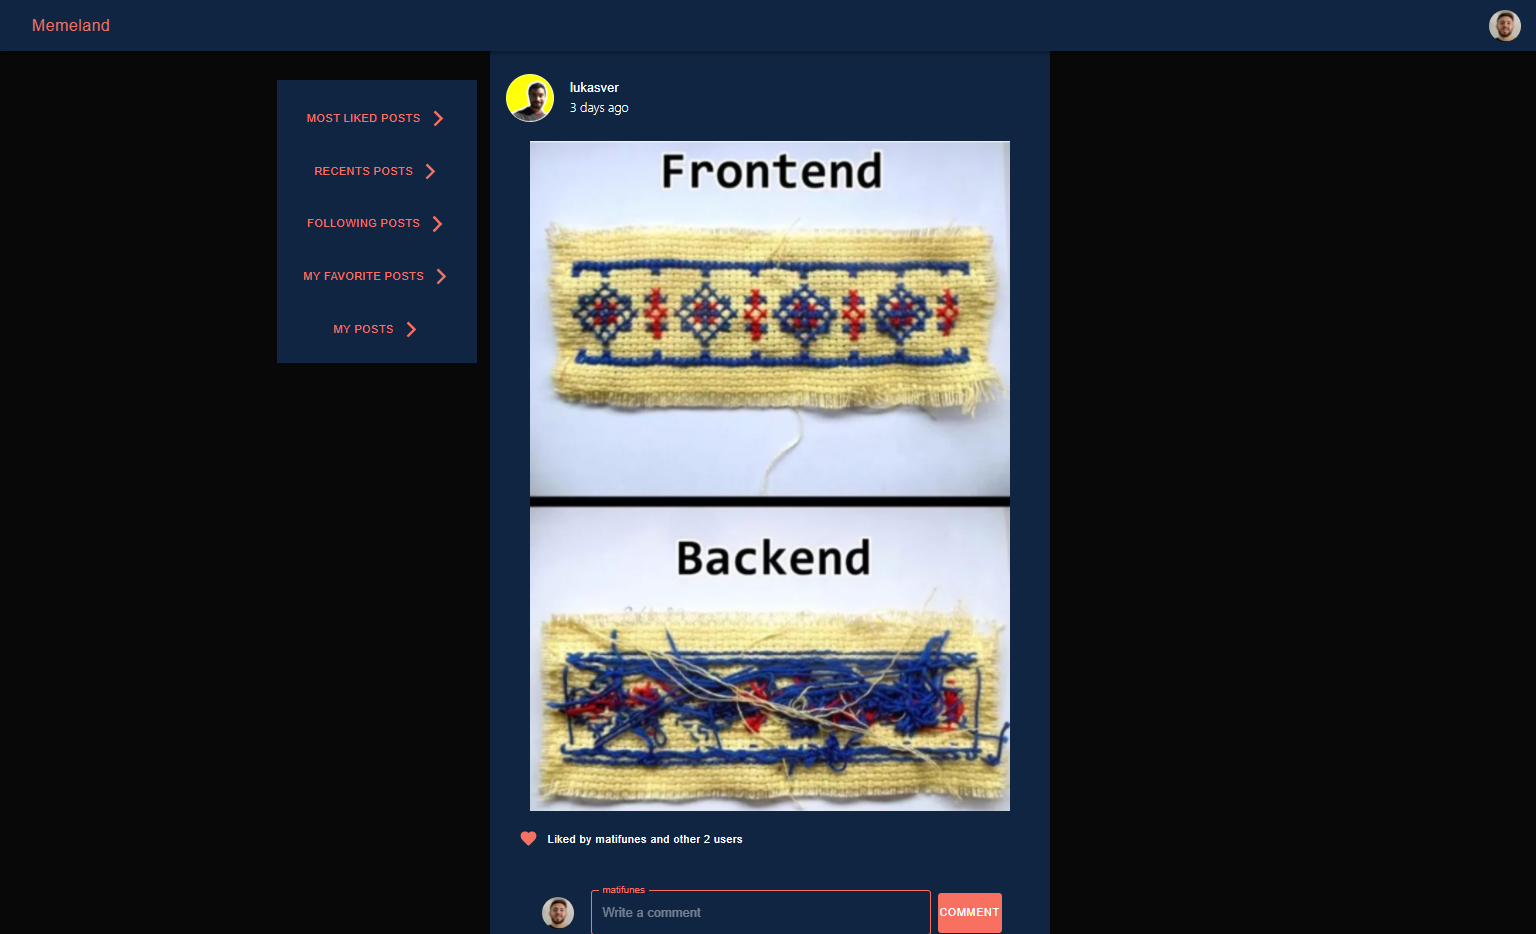 Memeland
MOST LIKED POSTS
RECENTS POSTS
FOLLOWING POSTS
MY FAVORITE POSTS
MY POSTS
lukasver
3 days ago
Frontend
Backend
Liked by matifunes and other 2 users
matifunes
Write a comment
COMMENT